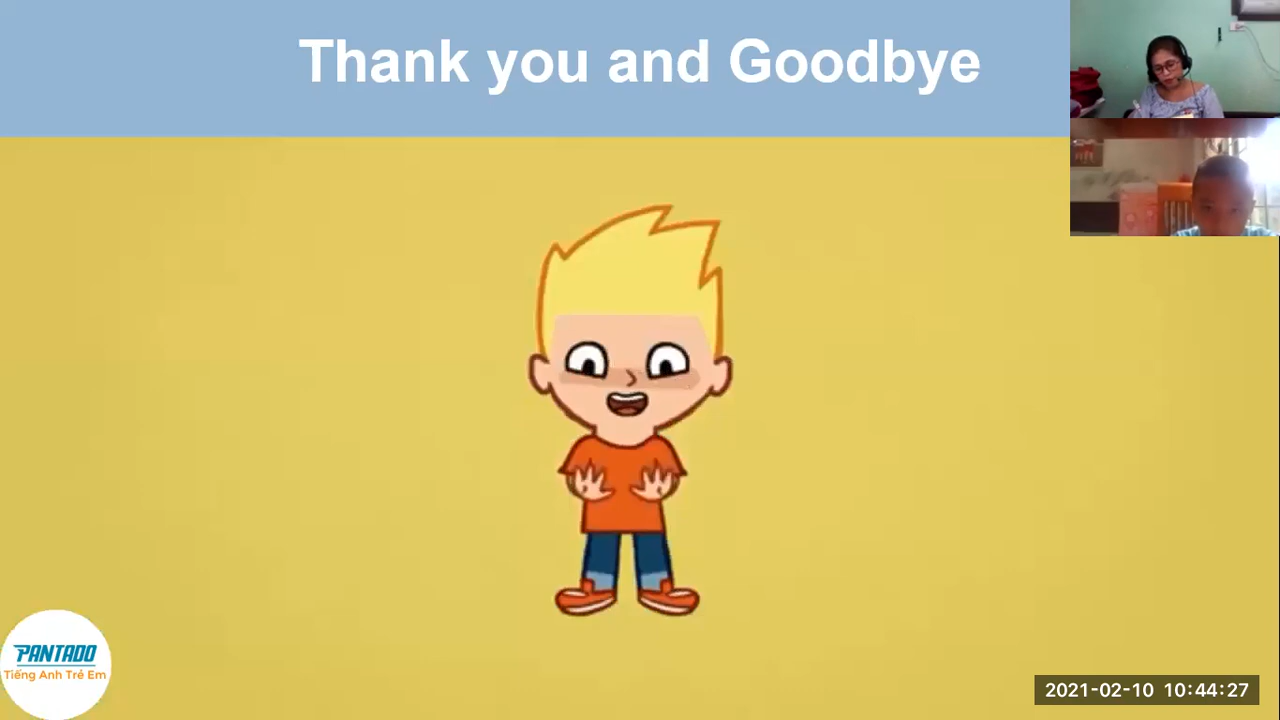 Thank you and Goodbye
PANTADO
Tiếng Anh Trẻ Em
2021-02-10 10:44:27